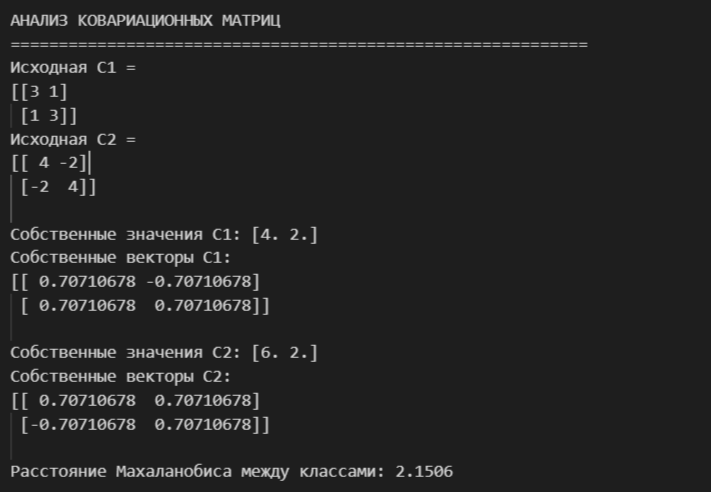 АНАЛИЗ КОВАРИАЦИОННЫХ МАТРИЦ
============================================================
Исходная C1 =
[[3 1]
 [1 3]]
Исходная C2 =
[[ 4 -2]
 [-2  4]]
Собственные значения C1: [4. 2.]
Собственные векторы C1:
[[ 0.70710678 -0.70710678]
 [ 0.70710678  0.70710678]]
Собственные значения C2: [6. 2.]
Собственные векторы C2:
[[ 0.70710678  0.70710678]
 [-0.70710678  0.70710678]]
Расстояние Махаланобиса между классами: 2.1506